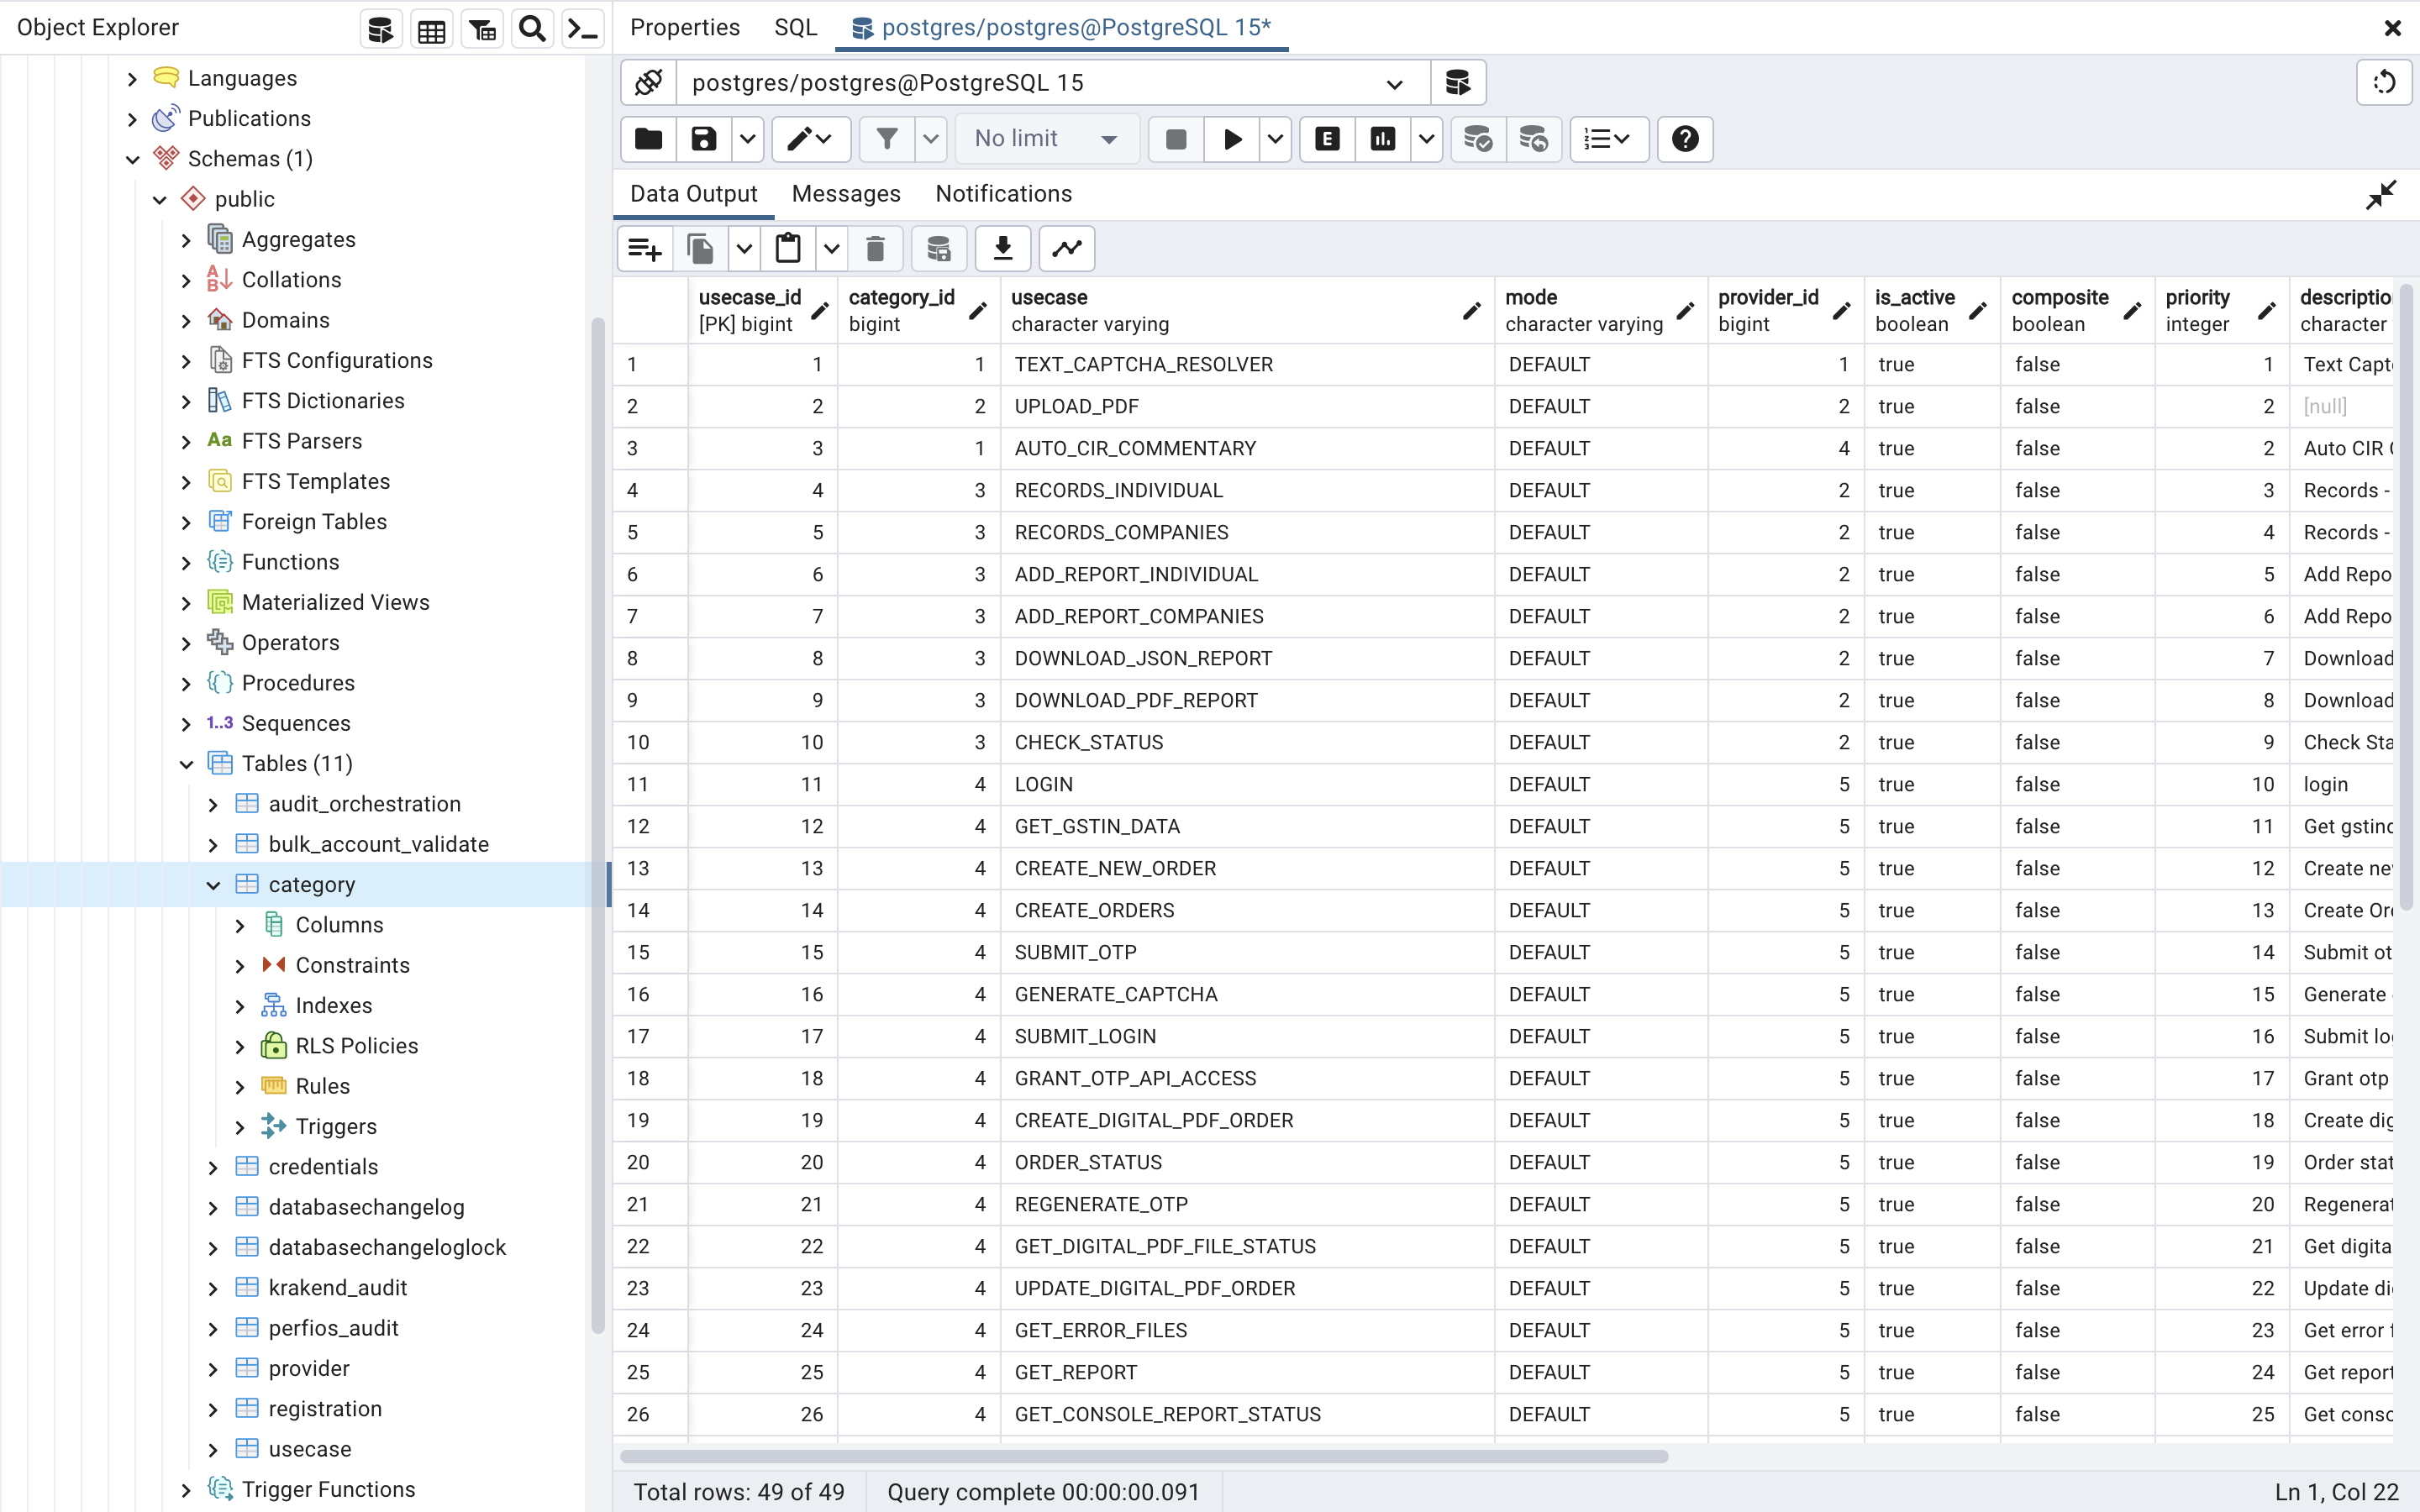 Object Explorer
Languages
Publications
Schemas (1)
public
Aggregates
Collations
Domains
FTS Configurations
FTS Dictionaries
Aa FTS Parsers
FTS Templates
Foreign Tables
Functions
Materialized Views
Operators
Procedures
1..3 Sequences
Tables (11)
audit_orchestration
bulk_account_validate
category
Columns
Constraints
Indexes
RLS Policies
Rules
Triggers
credentials
databasechangelog
databasechangeloglock
krakend_audit
perfios_audit
provider
registration
usecase
Trigger Functions
Properties SQL postgres/postgres@PostgreSQL 15*
postgres/postgres@PostgreSQL 15
No limit E
Data Output Messages Notifications
usecase_id category_id usecase mode provider_id is_active composite priority descriptio
[PK] bigint bigint character varying character varying bigint boolean boolean integer character
1 1 1 TEXT_CAPTCHA_RESOLVER DEFAULT 1 true false 1 Text Capt
2 2 2 UPLOAD_PDF DEFAULT 2 true false 2 [null]
3 3 1 AUTO_CIR_COMMENTARY DEFAULT 4 true false 2 Auto CIR
4 4 3 RECORDS_INDIVIDUAL DEFAULT 2 true false 3 Records -
5 5 3 RECORDS_COMPANIES DEFAULT 2 true false 4 Records -
6 6 3 ADD_REPORT_INDIVIDUAL DEFAULT 2 true false 5 Add Repo
7 7 3 ADD_REPORT_COMPANIES DEFAULT 2 true false 6 Add Repo
8 8 3 DOWNLOAD_JSON_REPORT DEFAULT 2 true false 7 Download
9 9 3 DOWNLOAD_PDF_REPORT DEFAULT 2 true false 8 Download
10 10 3 CHECK_STATUS DEFAULT 2 true false 9 Check Sta
11 11 4 LOGIN DEFAULT 5 true false 10 login
12 12 4 GET_GSTIN_DATA DEFAULT 5 true false 11 Get gstinc
13 13 4 CREATE_NEW_ORDER DEFAULT 5 true false 12 Create ne
14 14 4 CREATE_ORDERS DEFAULT 5 true false 13 Create Or
15 15 4 SUBMIT_OTP DEFAULT 5 true false 14 Submit ot
16 16 4 GENERATE_CAPTCHA DEFAULT 5 true false 15 Generate
17 17 4 SUBMIT_LOGIN DEFAULT 5 true false 16 Submit lo
18 18 4 GRANT_OTP_API_ACCESS DEFAULT 5 true false 17 Grant otp
19 19 4 CREATE_DIGITAL_PDF_ORDER DEFAULT 5 true false 18 Create dig
20 20 4 ORDER_STATUS DEFAULT 5 true false 19 Order stat
21 21 4 REGENERATE_OTP DEFAULT 5 true false 20 Regenerat
22 22 4 GET_DIGITAL_PDF_FILE_STATUS DEFAULT 5 true false 21 Get digita
23 23 4 UPDATE_DIGITAL_PDF_ORDER DEFAULT 5 true false 22 Update di
24 24 4 GET_ERROR_FILES DEFAULT 5 true false 23 Get error f
25 25 4 GET_REPORT DEFAULT 5 true false 24 Get report
26 26 4 GET_CONSOLE_REPORT_STATUS DEFAULT 5 true false 25 Get consc
Total rows: 49 of 49 Query complete 00:00:00.091 Ln 1, Col 22